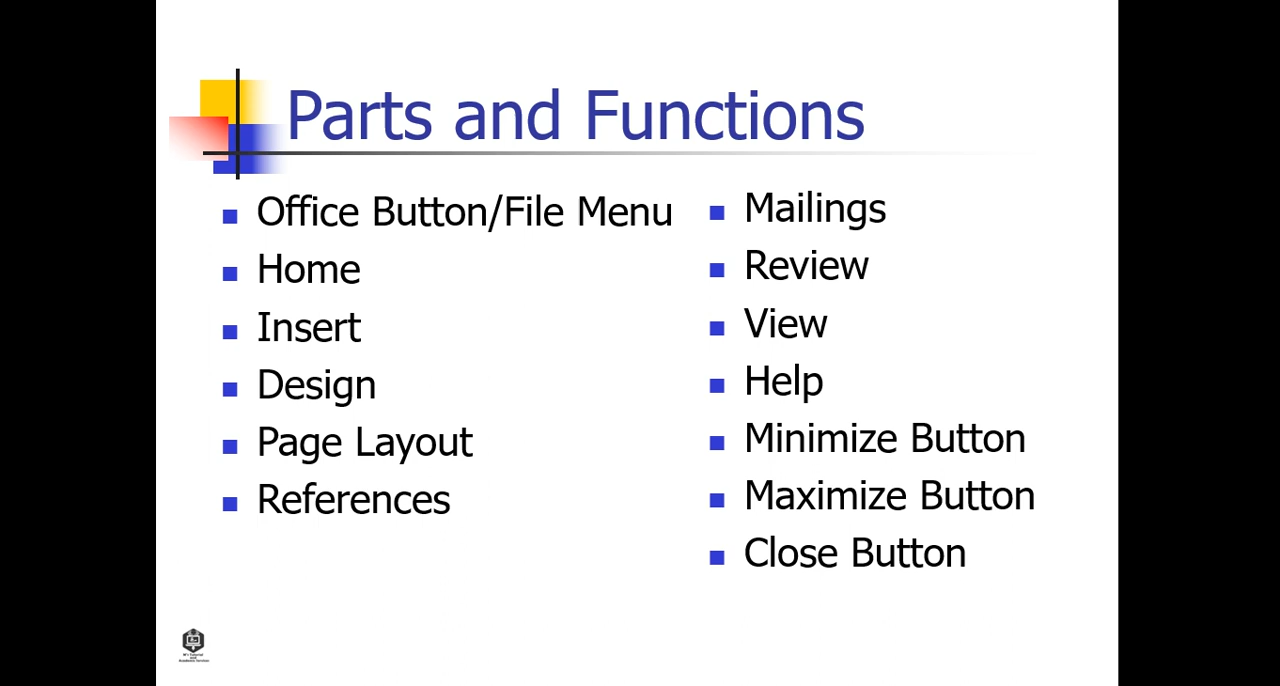 Parts and Functions
Office Button/File Menu
Home
Insert
Design
Page Layout
References
Mailings
Review
View
Help
Minimize Button
Maximize Button
Close Button